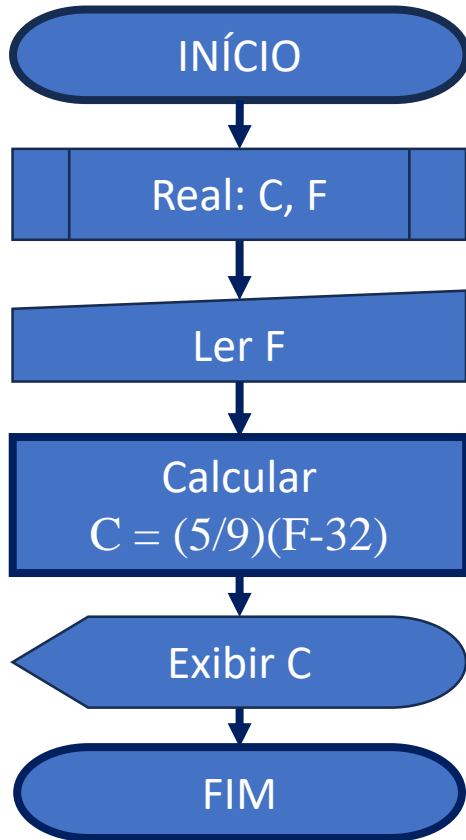 INÍCIO
Real: C, F
Ler F
Calcular
C = (5/9)(F-32)
Exibir C
FIM